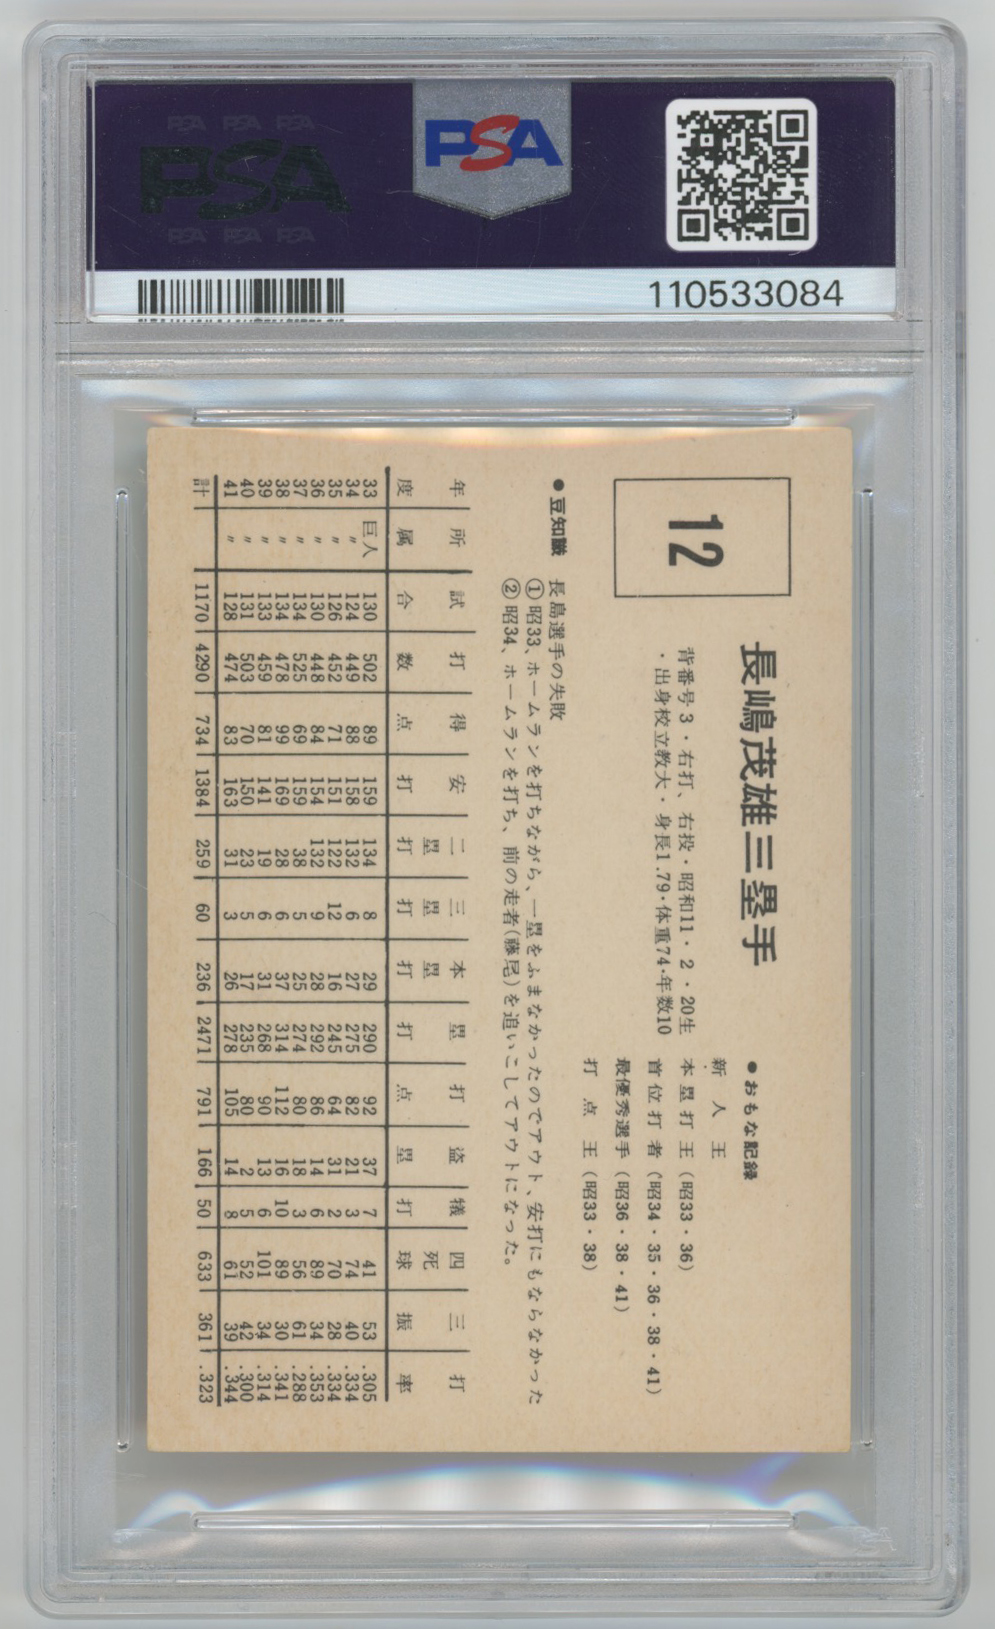 PSA PSA PSA
PSA
PSA PSA PSA
PSA
110533084
12
長嶋茂雄三塁手
背番号3・右打、右投・昭和11・2・20生
・出身校立教大・身長1.79・体重74・年数10
●おもな記録
新人王
本塁打王(昭33・36)
首位打者(昭34・35・36・38・41)
最優秀選手(昭36・38・41)
打点王(昭33・38)
●豆知識 長島選手の失敗
①昭33、ホームランを打ちながら、一塁をふまなかったのでアウト、安打にもならなかった
②昭34、ホームランを打ち、前の走者(藤尾)を追いこしてアウトになった。
年度 所属 試合 打数 得点 安打 二塁打 三塁打 本塁打 塁打 打点 盗塁 犠打 四死球 三振 打率
33 巨人 130 502 89 159 134 8 29 290 92 37 7 41 53 .305
34 〃 124 449 88 158 132 6 27 275 82 21 3 74 40 .334
35 〃 126 452 71 151 122 12 16 245 64 31 2 70 28 .334
36 〃 130 448 84 154 132 9 28 292 86 14 6 89 34 .353
37 〃 134 525 69 159 38 5 25 274 80 18 3 56 61 .288
38 〃 134 478 99 169 28 6 37 314 112 16 10 89 30 .341
39 〃 133 459 81 141 19 6 31 268 90 13 6 101 34 .314
40 〃 131 503 70 150 23 5 17 235 80 2 5 52 42 .300
41 〃 128 474 83 163 31 3 26 278 105 14 8 61 39 .344
計 1170 4290 734 1384 259 60 236 2471 791 166 50 633 361 .323